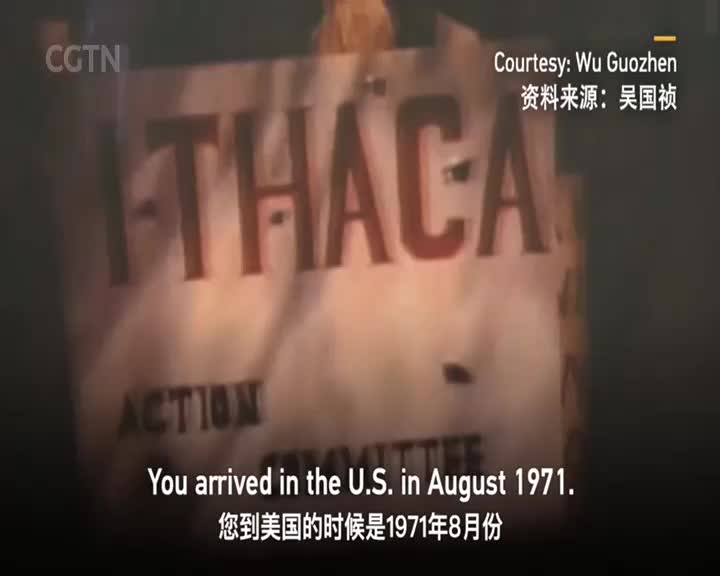 CGTN
Courtesy: Wu Guozhen
资料来源：吴国祯
ITHACA
ACTION
COMMITTEE
You arrived in the U.S. in August 1971.
您到美国的时候是1971年8月份